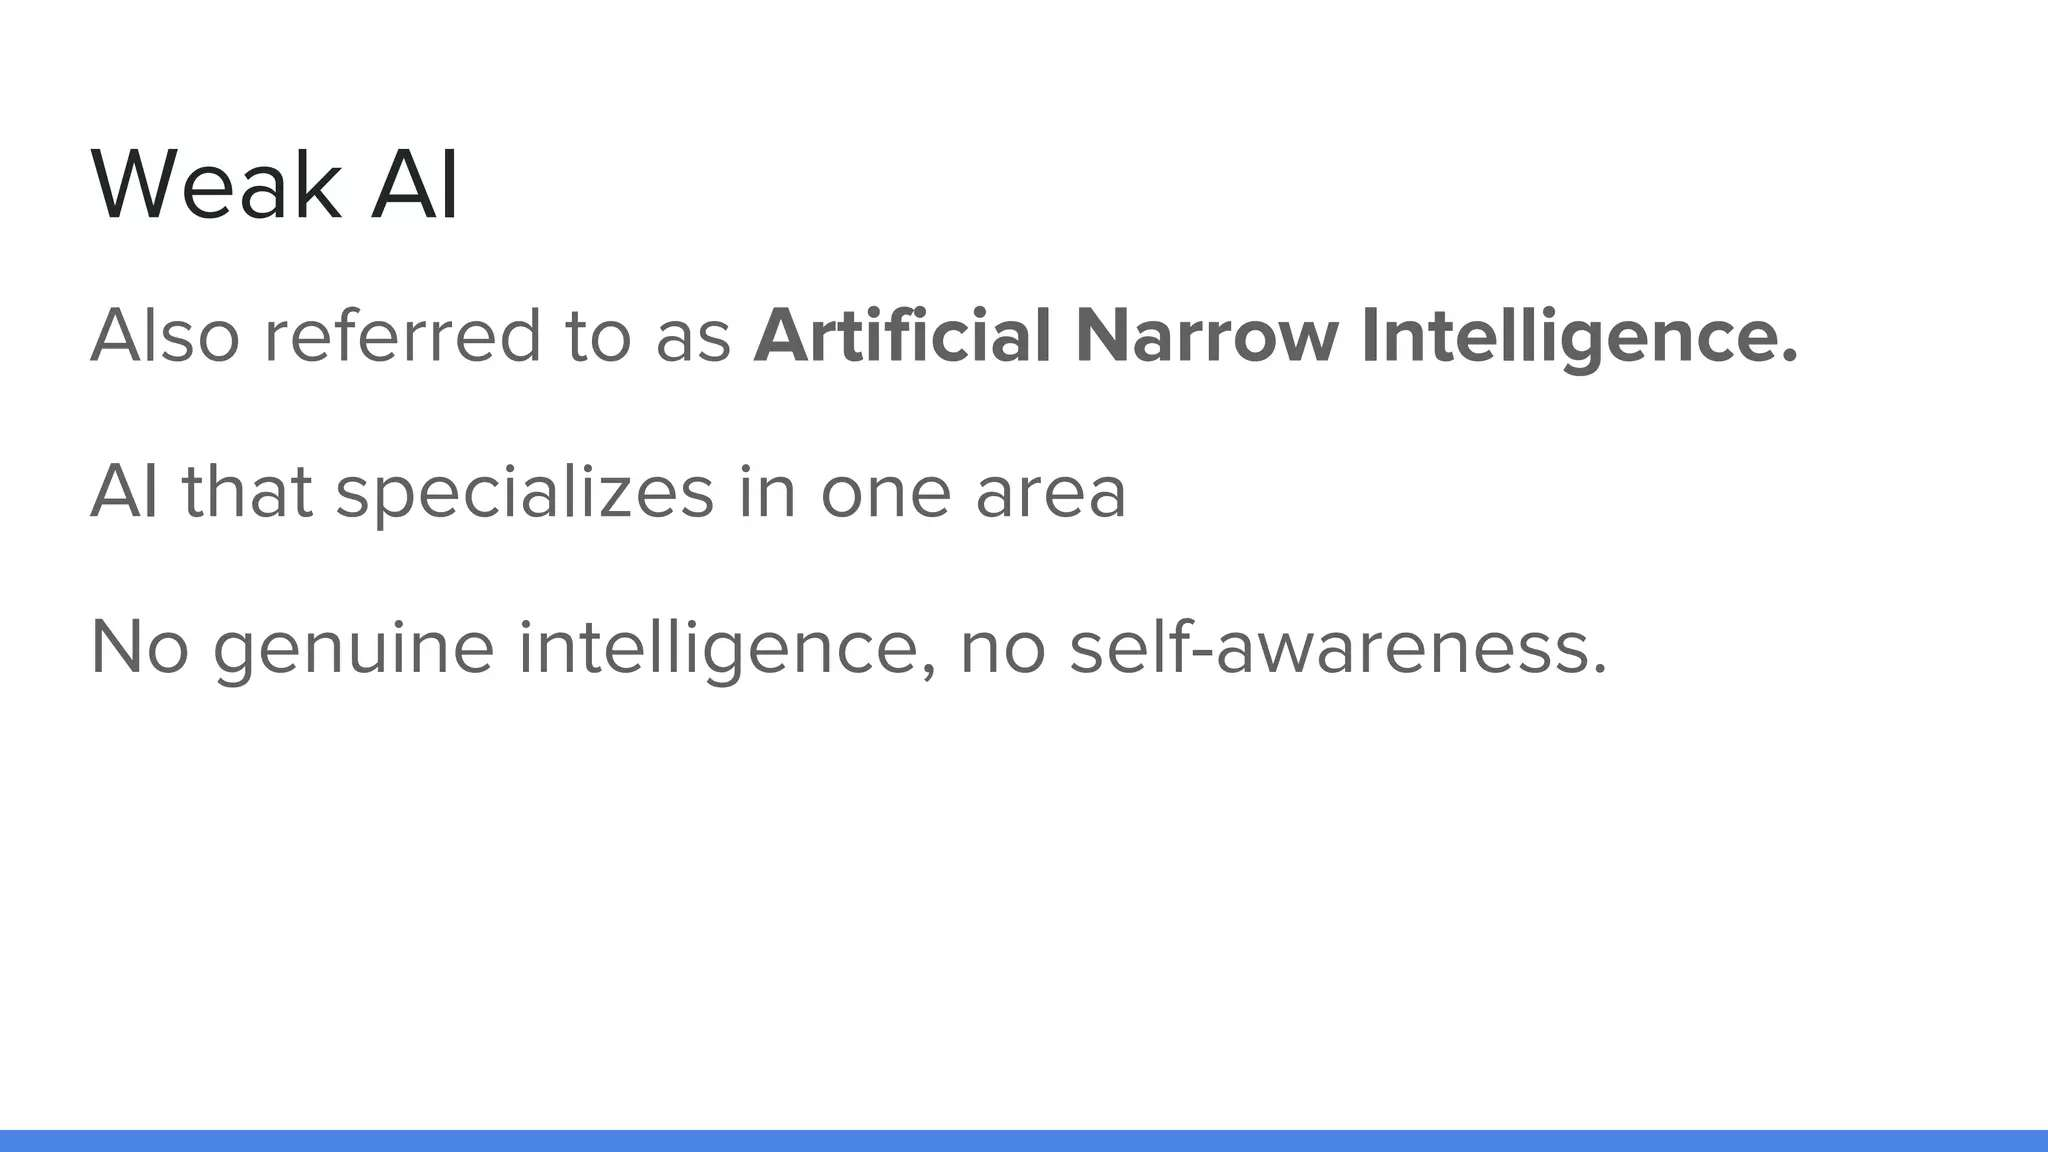 Weak AI
Also referred to as Artificial Narrow Intelligence.
AI that specializes in one area
No genuine intelligence, no self-awareness.